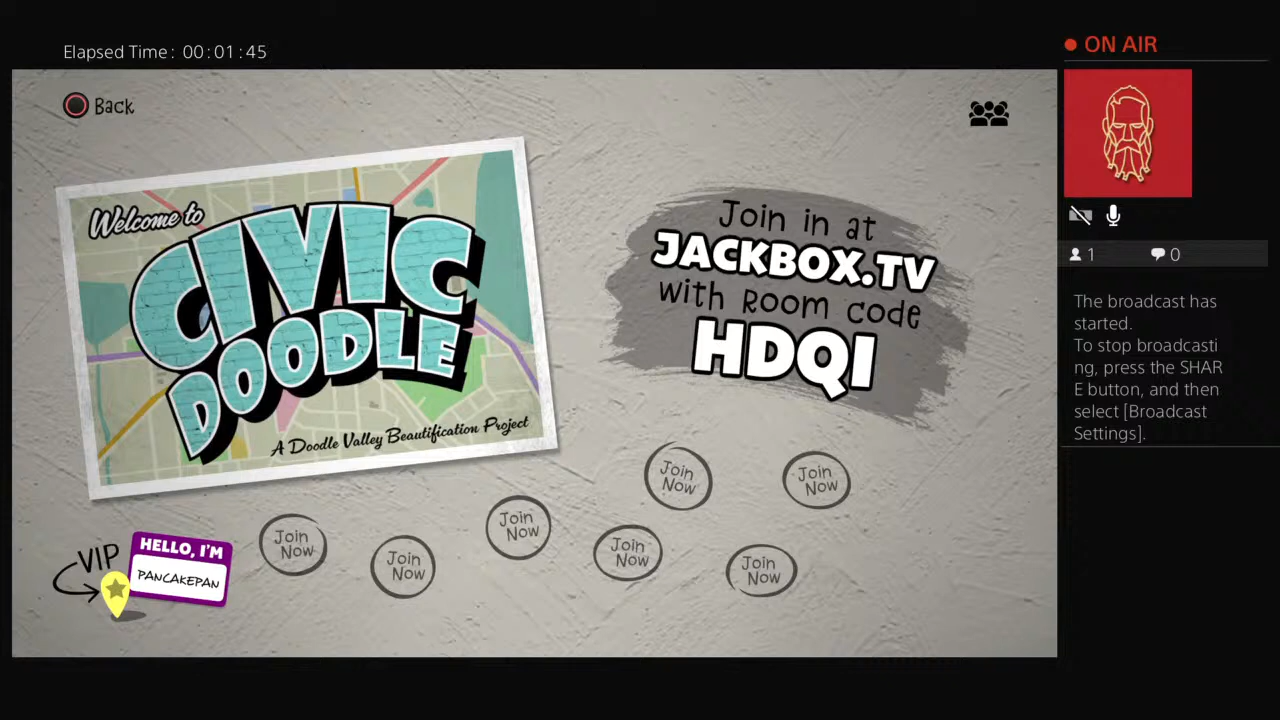 Elapsed Time: 00:01:45
ON AIR
Back
Welcome to
CIVIC
DOODLE
A Doodle Valley Beautification Project
Join in at
JACKBOX.TV
with Room code
HDQI
1
0
The broadcast has
started.
To stop broadcasti
ng, press the SHAR
E button, and then
select [Broadcast
Settings].
Join
Now
Join
Now
Join
Now
Join
Now
Join
Now
Join
Now
Join
Now
VIP
HELLO, I'M
PANCAKEPAN